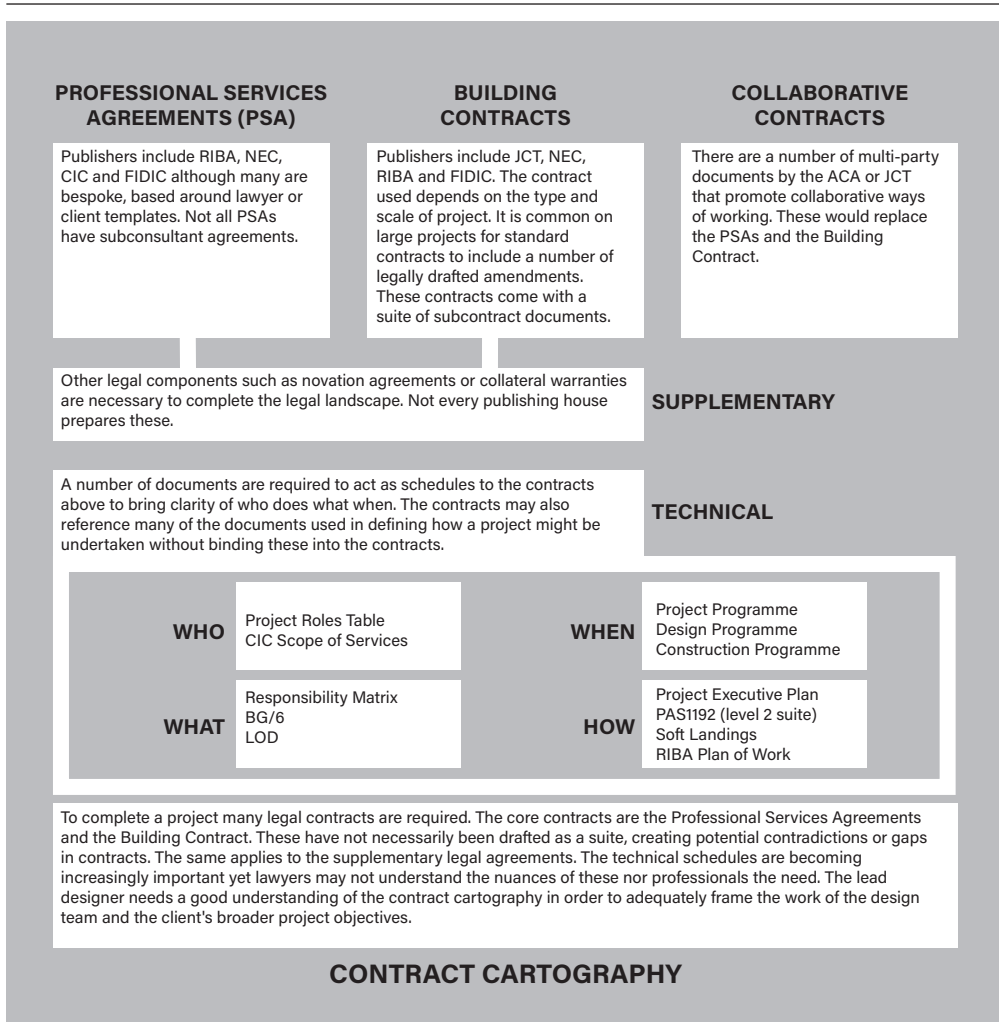 PROFESSIONAL SERVICES
AGREEMENTS (PSA)
Publishers include RIBA, NEC,
CIC and FIDIC although many are
bespoke, based around lawyer or
client templates. Not all PSAs
have subconsultant agreements.
BUILDING
CONTRACTS
Publishers include JCT, NEC,
RIBA and FIDIC. The contract
used depends on the type and
scale of project. It is common on
large projects for standard
contracts to include a number of
legally drafted amendments.
These contracts come with a
suite of subcontract documents.
COLLABORATIVE
CONTRACTS
There are a number of multi-party
documents by the ACA or JCT
that promote collaborative ways
of working. These would replace
the PSAs and the Building
Contract.
Other legal components such as novation agreements or collateral warranties
are necessary to complete the legal landscape. Not every publishing house
prepares these.
SUPPLEMENTARY
A number of documents are required to act as schedules to the contracts
above to bring clarity of who does what when. The contracts may also
reference many of the documents used in defining how a project might be
undertaken without binding these into the contracts.
TECHNICAL
WHO
Project Roles Table
CIC Scope of Services
WHEN
Project Programme
Design Programme
Construction Programme
WHAT
Responsibility Matrix
BG/6
LOD
HOW
Project Executive Plan
PAS1192 (level 2 suite)
Soft Landings
RIBA Plan of Work
To complete a project many legal contracts are required. The core contracts are the Professional Services Agreements
and the Building Contract. These have not necessarily been drafted as a suite, creating potential contradictions or gaps
in contracts. The same applies to the supplementary legal agreements. The technical schedules are becoming
increasingly important yet lawyers may not understand the nuances of these nor professionals the need. The lead
designer needs a good understanding of the contract cartography in order to adequately frame the work of the design
team and the client's broader project objectives.
CONTRACT CARTOGRAPHY